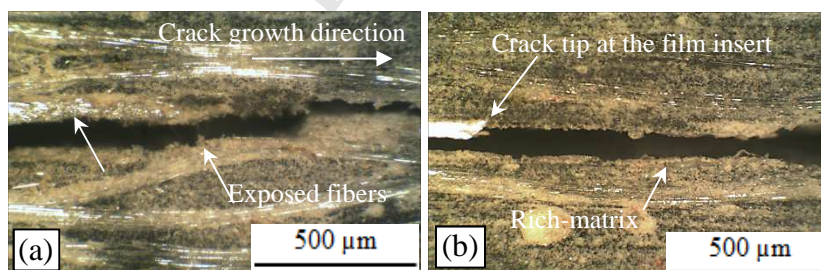 Crack growth direction
Exposed fibers
(a)
500 µm
Crack tip at the film insert
Rich-matrix
(b)
500 µm